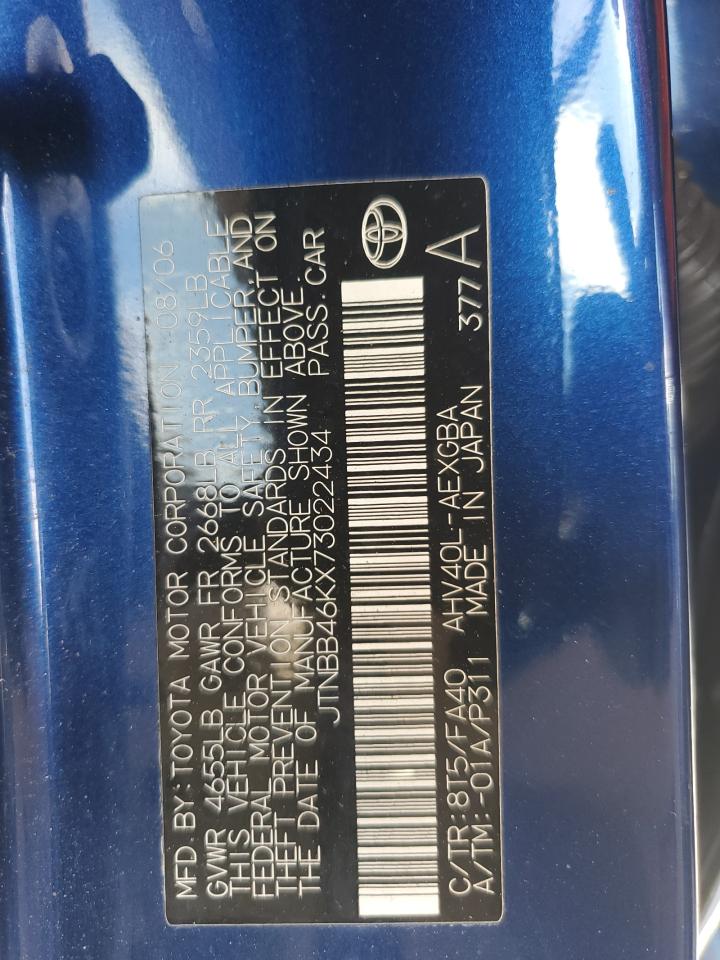 MFD.BY:TOYOTA MOTOR CORPORATION 08/06
GVWR 4655LB GAWR FR 2668LB RR 2359LB
THIS VEHICLE CONFORMS TO ALL APPLICABLE
FEDERAL MOTOR VEHICLE SAFETY, BUMPER, AND
THEFT PREVENTION STANDARDS IN EFFECT ON
THE DATE OF MANUFACTURE SHOWN ABOVE.
JTNBB46KX73022434 PASS.CAR
C/TR:8T5/FA40 AHV40L-AEXGBA
A/TM:-01A/P311 MADE IN JAPAN 377 A